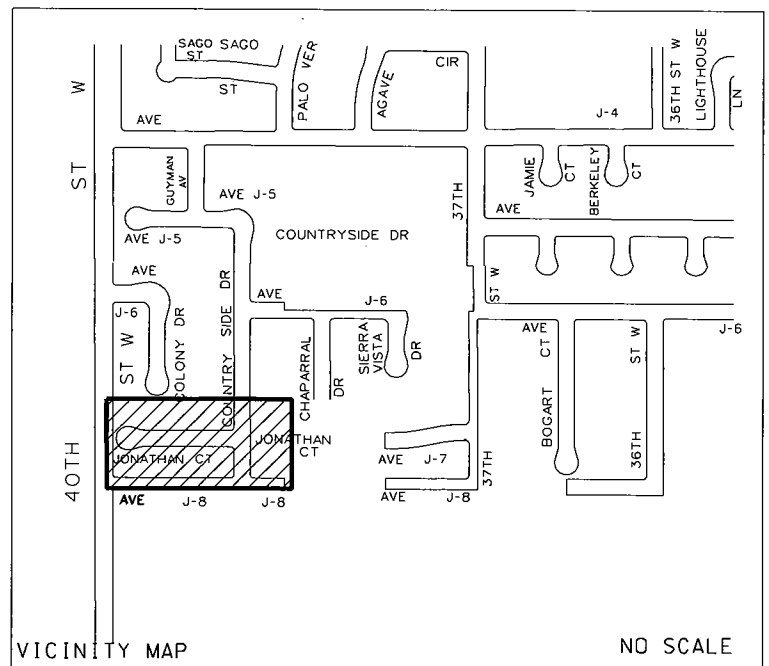 W
ST
40TH
ST W
SAGO SAGO
ST
ST
PALO VER
AGAVE
CIR
36TH ST W
LIGHTHOUSE
LN
AVE
J-4
GUYMAN
AV
AVE J-5
AVE J-5
COUNTRYSIDE DR
37TH
ST W
JAMIE
CT
BERKELEY
CT
AVE
AVE
J-6
COLONY DR
COUNTRY SIDE DR
AVE
J-6
CHAPARRAL
DR
SIERRA
VISTA
DR
AVE
J-6
BOGART
CT
36TH
ST W
JONATHAN CT
JONATHAN
CT
AVE J-7
37TH
AVE J-8
J-8
AVE J-8
VICINITY MAP
NO SCALE